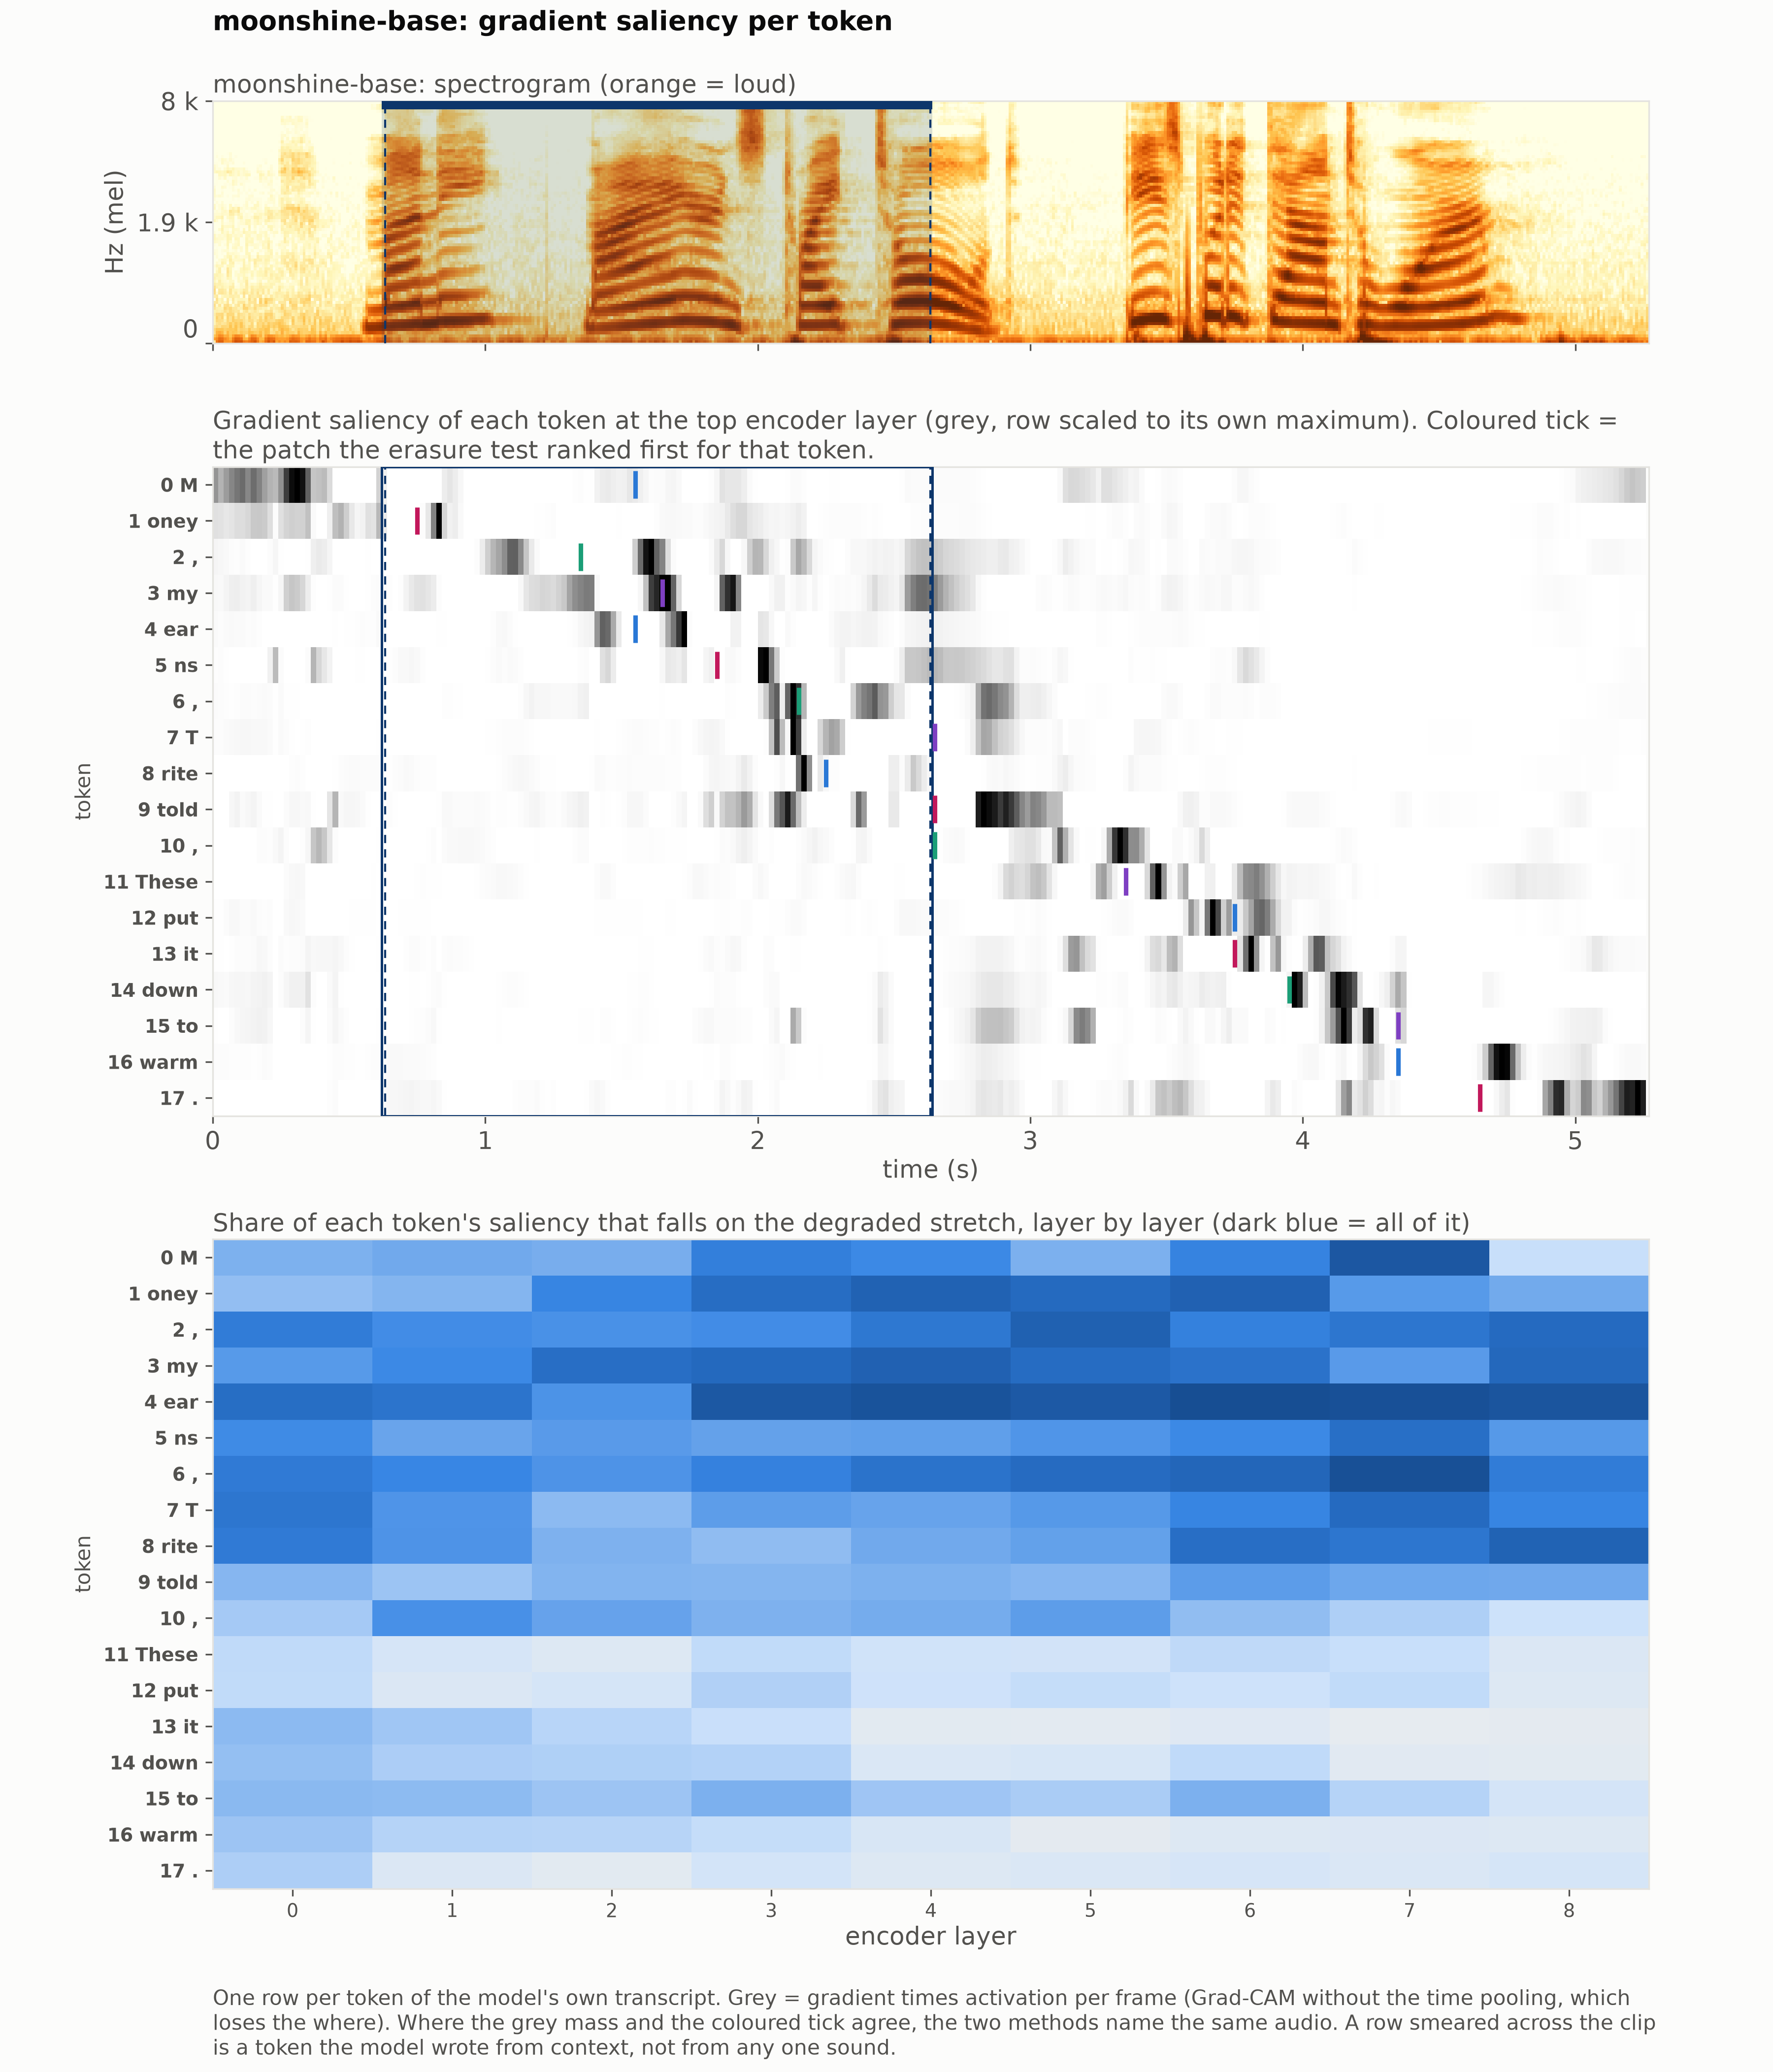 moonshine-base: gradient saliency per token
moonshine-base: spectrogram (orange = loud)
8 k
1.9 k
0
Hz (mel)
Gradient saliency of each token at the top encoder layer (grey, row scaled to its own maximum). Coloured tick =
the patch the erasure test ranked first for that token.
0 M
1 oney
2 ,
3 my
4 ear
5 ns
6 ,
7 T
8 rite
9 told
10 ,
11 These
12 put
13 it
14 down
15 to
16 warm
17 .
token
0 1 2 3 4 5
time (s)
Share of each token's saliency that falls on the degraded stretch, layer by layer (dark blue = all of it)
0 M
1 oney
2 ,
3 my
4 ear
5 ns
6 ,
7 T
8 rite
9 told
10 ,
11 These
12 put
13 it
14 down
15 to
16 warm
17 .
token
0 1 2 3 4 5 6 7 8
encoder layer
One row per token of the model's own transcript. Grey = gradient times activation per frame (Grad-CAM without the time pooling, which
loses the where). Where the grey mass and the coloured tick agree, the two methods name the same audio. A row smeared across the clip
is a token the model wrote from context, not from any one sound.